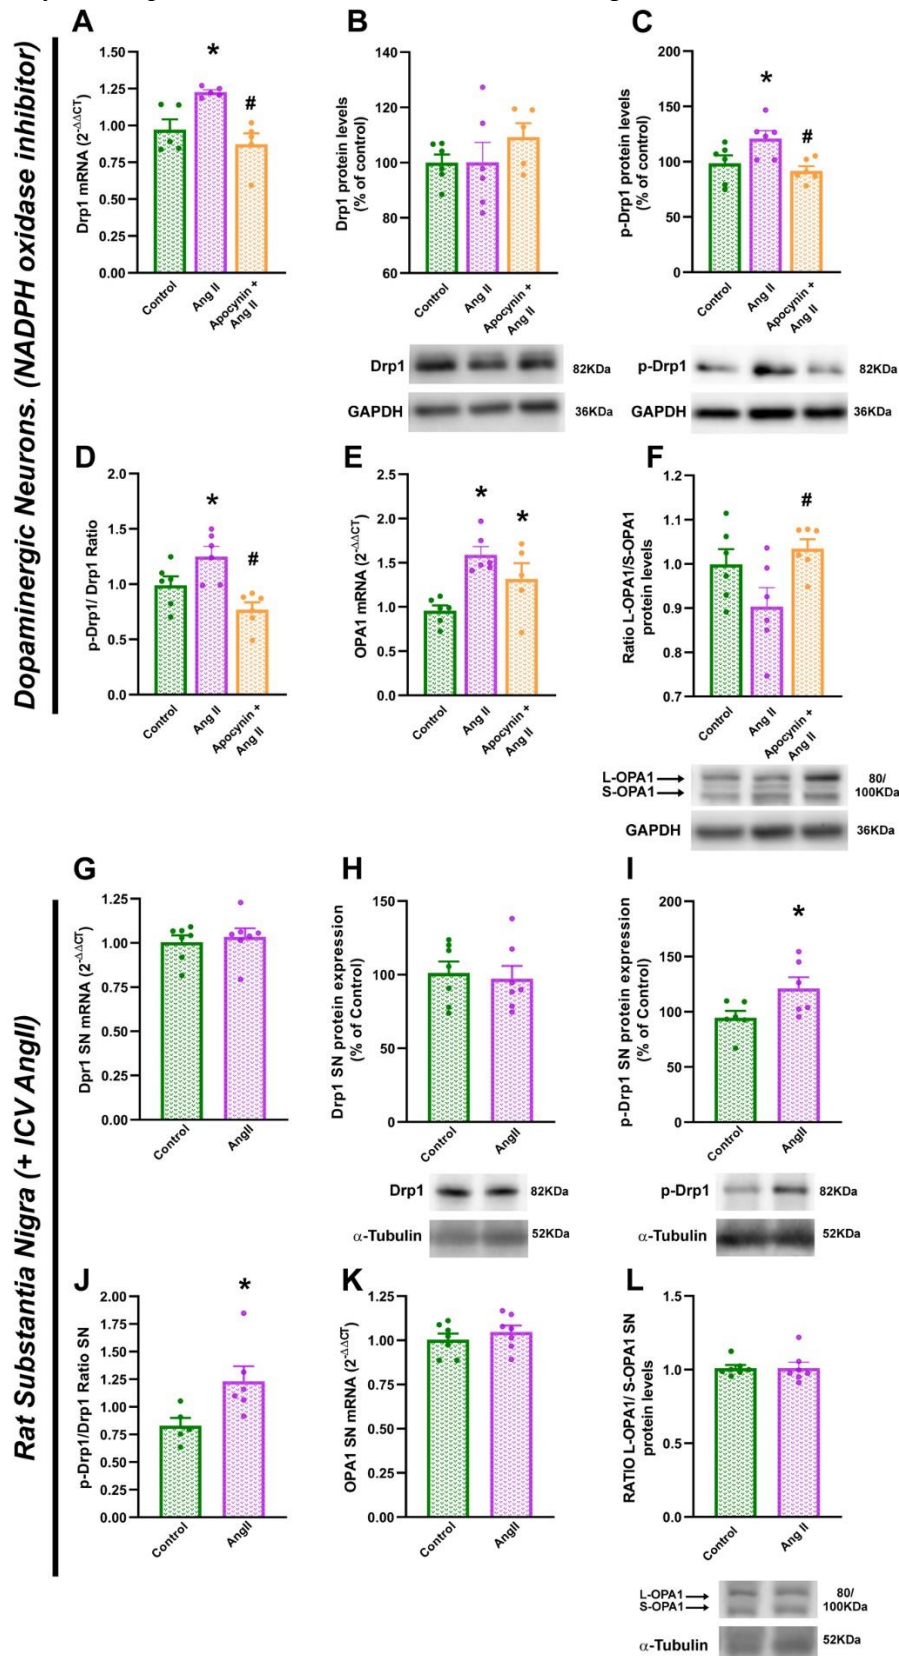 Dopaminergic Neurons. (NADPH oxidase inhibitor)
A
Drp1 mRNA (2-ΔΔCT)
1.50
1.25
1.00
0.75
0.50
0.25
0.00
*
#
Control
Ang II
Apocynin +
Ang II
B
Drp1 protein levels
(% of control)
140
120
100
80
60
Control
Ang II
Apocynin +
Ang II
Drp1
82KDa
GAPDH
36KDa
C
p-Drp1 protein levels
(% of control)
200
150
100
50
0
*
#
Control
Ang II
Apocynin +
Ang II
p-Drp1
82KDa
GAPDH
36KDa
D
p-Drp1/ Drp1 Ratio
2.0
1.5
1.0
0.5
0.0
*
#
Control
Ang II
Apocynin +
Ang II
E
OPA1 mRNA (2-ΔΔCT)
2.5
2.0
1.5
1.0
0.5
0.0
*
*
Control
Ang II
Apocynin +
Ang II
F
Ratio L-OPA1/S-OPA1
protein levels
1.2
1.1
1.0
0.9
0.8
0.7
#
Control
Ang II
Apocynin +
Ang II
L-OPA1
S-OPA1
80/
100KDa
GAPDH
36KDa
Rat Substantia Nigra (+ ICV AngII)
G
Dpr1 SN mRNA (2-ΔΔCT)
1.25
1.00
0.75
0.50
0.25
0.00
Control
AngII
H
Drp1 SN protein expression
(% of Control)
150
100
50
0
Control
AngII
Drp1
82KDa
α-Tubulin
52KDa
I
p-Drp1 SN protein expression
(% of Control)
200
150
100
50
0
*
Control
AngII
p-Drp1
82KDa
α-Tubulin
52KDa
J
p-Drp1/Drp1 Ratio SN
2.00
1.75
1.50
1.25
1.00
0.75
0.50
0.25
0.00
*
Control
AngII
K
OPA1 SN mRNA (2-ΔΔCT)
1.25
1.00
0.75
0.50
0.25
0.00
Control
AngII
L
RATIO L-OPA1/ S-OPA1 SN
protein levels
1.5
1.0
0.5
0.0
Control
Ang II
L-OPA1
S-OPA1
80/
100KDa
α-Tubulin
52KDa